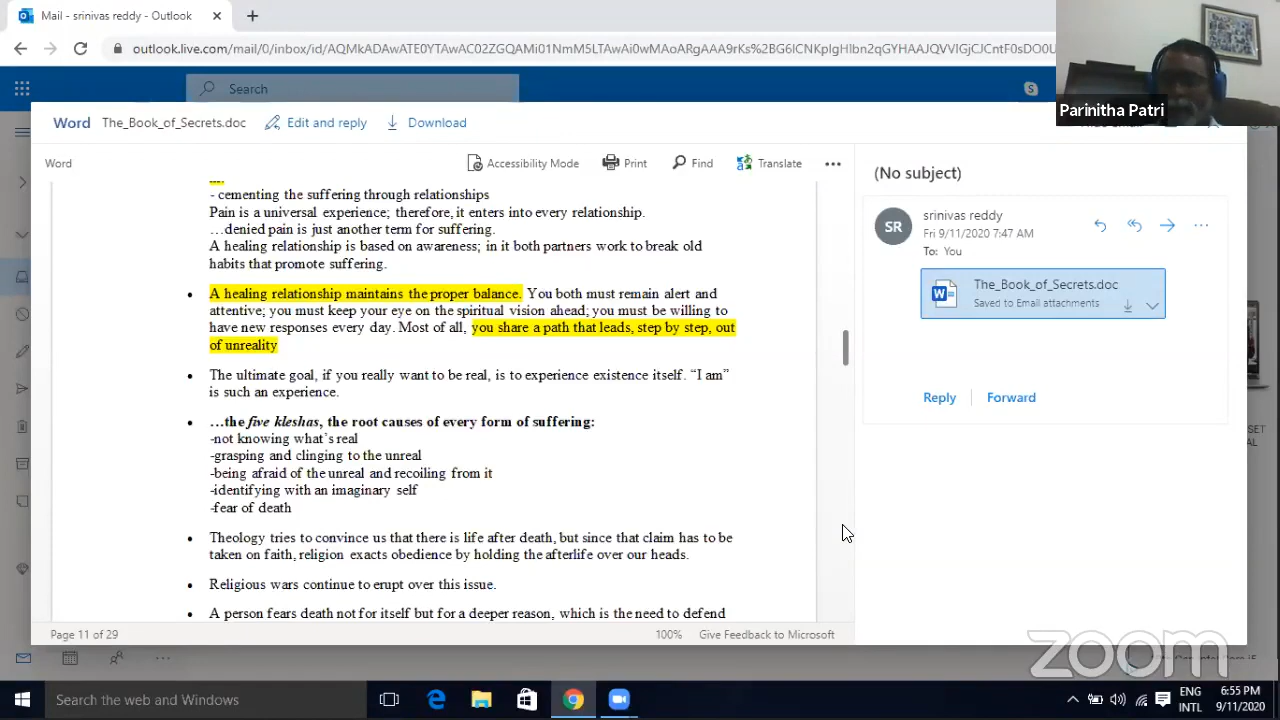 Mail - srinivas reddy - Outlook
outlook.live.com/mail/0/inbox/id/
Parinitha Patri
Search
Word The_Book_of_Secrets.doc Edit and reply Download
Word Accessibility Mode Print Find Translate
- cementing the suffering through relationships
Pain is a universal experience; therefore, it enters into every relationship.
…denied pain is just another term for suffering.
A healing relationship is based on awareness; in it both partners work to break old
habits that promote suffering.
A healing relationship maintains the proper balance. You both must remain alert and
attentive; you must keep your eye on the spiritual vision ahead; you must be willing to
have new responses every day. Most of all, you share a path that leads, step by step, out
of unreality
The ultimate goal, if you really want to be real, is to experience existence itself. “I am”
is such an experience.
…the five kleshas, the root causes of every form of suffering:
-not knowing what’s real
-grasping and clinging to the unreal
-being afraid of the unreal and recoiling from it
-identifying with an imaginary self
-fear of death
Theology tries to convince us that there is life after death, but since that claim has to be
taken on faith, religion exacts obedience by holding the afterlife over our heads.
Religious wars continue to erupt over this issue.
A person fears death not for itself but for a deeper reason, which is the need to defend
Page 11 of 29 100% Give Feedback to Microsoft
(No subject)
SR
srinivas reddy
Fri 9/11/2020 7:47 AM
To: You
The_Book_of_Secrets.doc
Saved to Email attachments
Reply Forward
zoom
Search the web and Windows
ENG
INTL
6:55 PM
9/11/2020